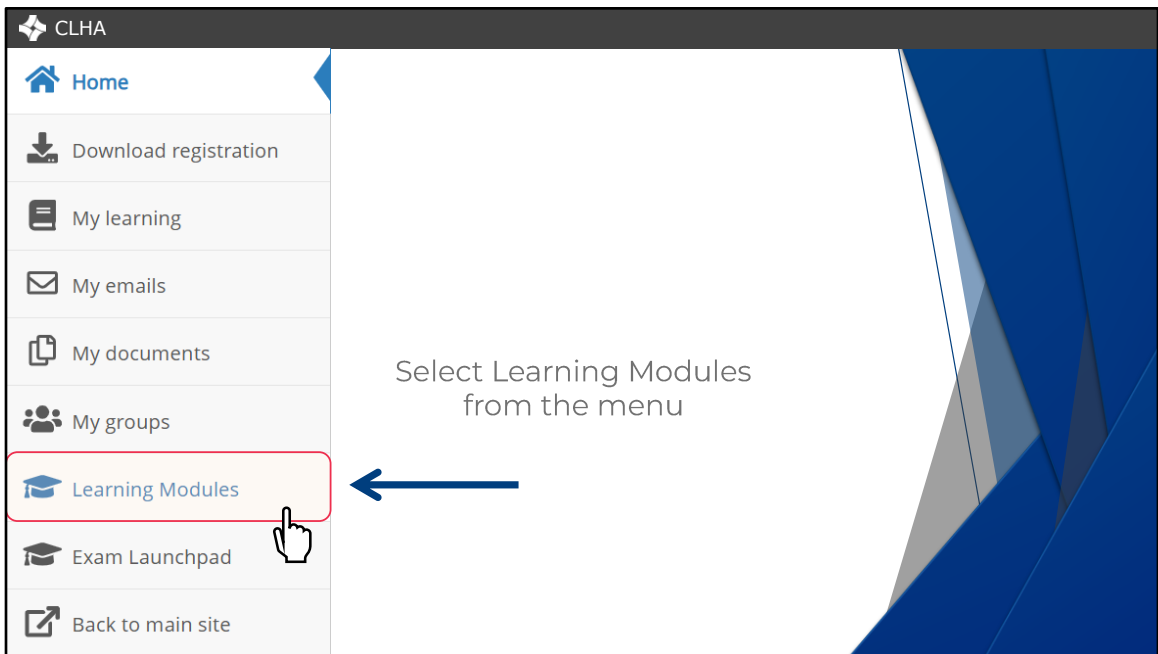 CLHA
Home
Download registration
My learning
My emails
My documents
My groups
Learning Modules
Exam Launchpad
Back to main site
Select Learning Modules
from the menu